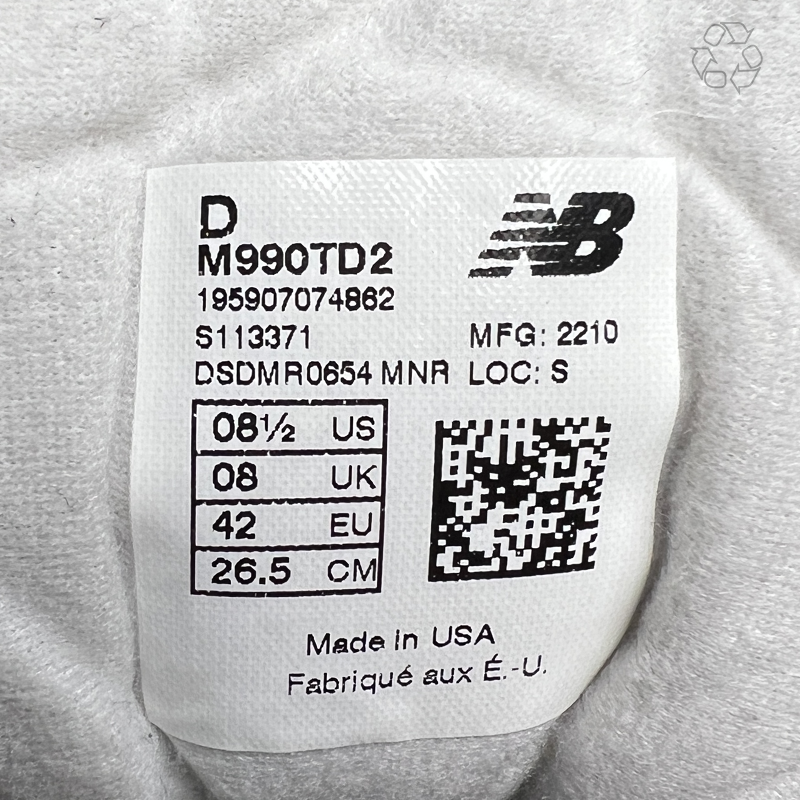 D
NB
M990TD2
195907074862
S113371 MFG: 2210
DSDMR0654 MNR LOC: S
08½ US
08 UK
42 EU
26.5 CM
Made in USA
Fabriqué aux É.-U.